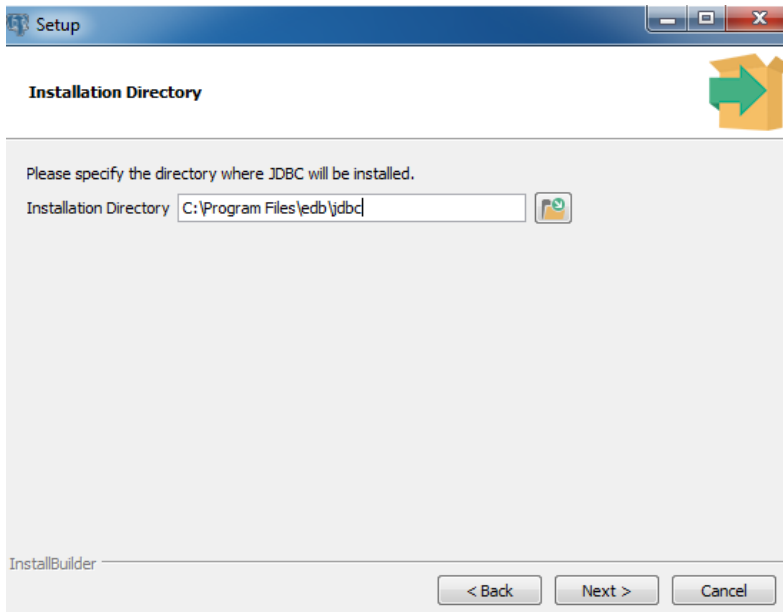 Setup
Installation Directory
Please specify the directory where JDBC will be installed.
Installation Directory C:\Program Files\edb\jdbc
InstallBuilder
< Back Next > Cancel